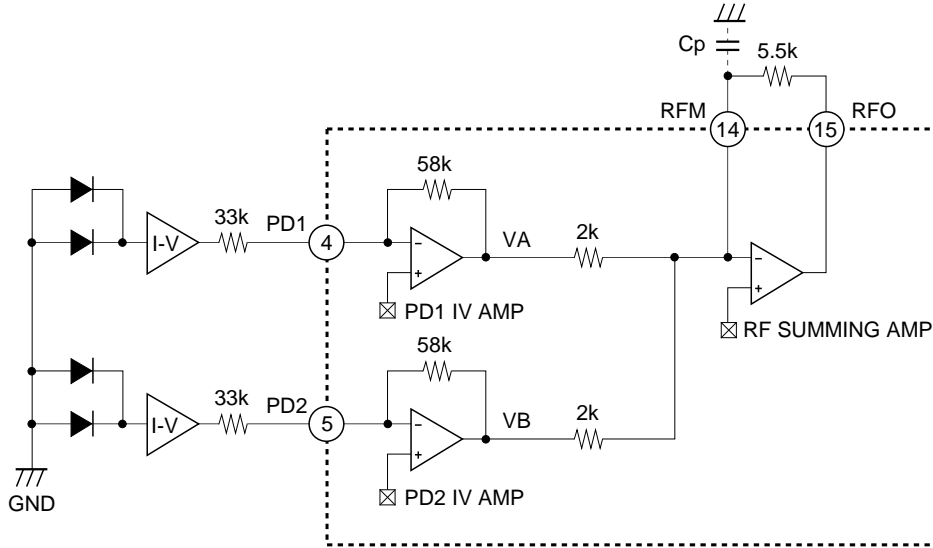 Cp
5.5k
RFM
14
15
RFO
58k
33k
PD1
4
I-V
VA
2k
−
+
−
+
PD1 IV AMP
RF SUMMING AMP
58k
33k
PD2
5
I-V
VB
2k
−
+
PD2 IV AMP
GND